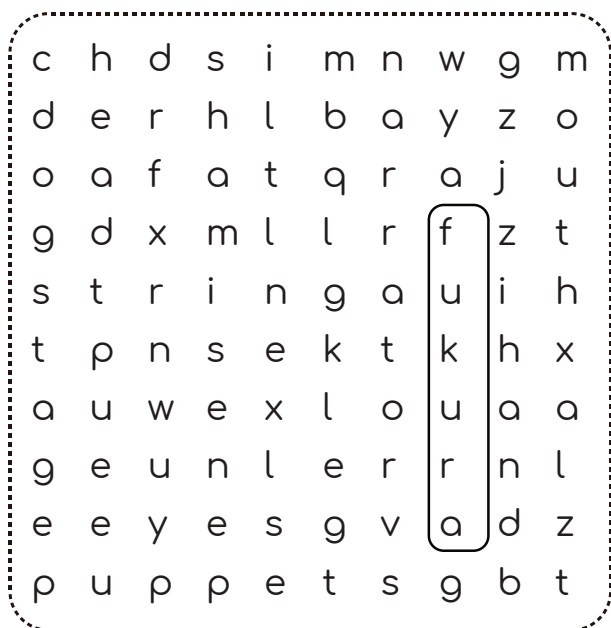 c h d s i m n w g m
d e r h l b a y z o
o a f a t q r a j u
g d x m l l r f z t
s t r i n g a u i h
t p n s e k t k h x
a u w e x l o u a a
g e u n l e r r n l
e e y e s g v a d z
p u p p e t s g b t